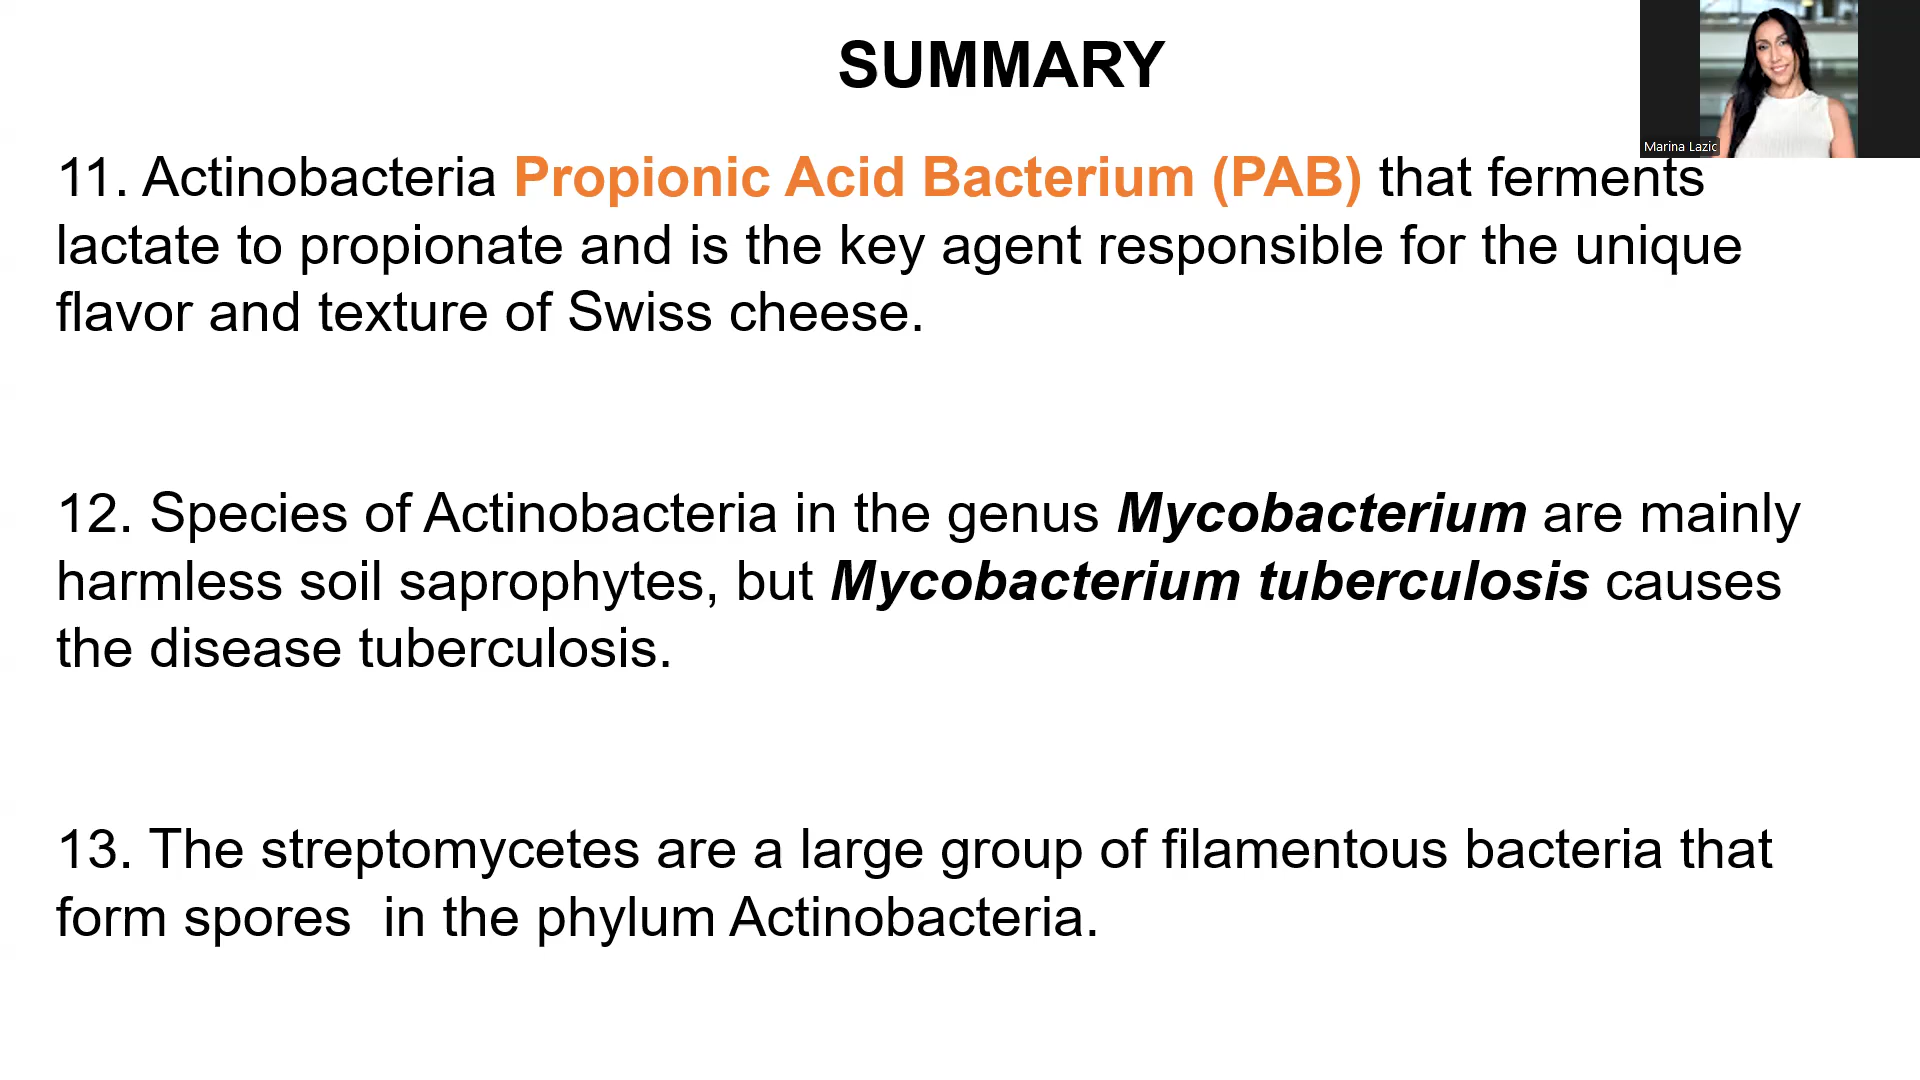 SUMMARY
Marina Lazic
11. Actinobacteria Propionic Acid Bacterium (PAB) that ferments
lactate to propionate and is the key agent responsible for the unique
flavor and texture of Swiss cheese.
12. Species of Actinobacteria in the genus Mycobacterium are mainly
harmless soil saprophytes, but Mycobacterium tuberculosis causes
the disease tuberculosis.
13. The streptomycetes are a large group of filamentous bacteria that
form spores  in the phylum Actinobacteria.